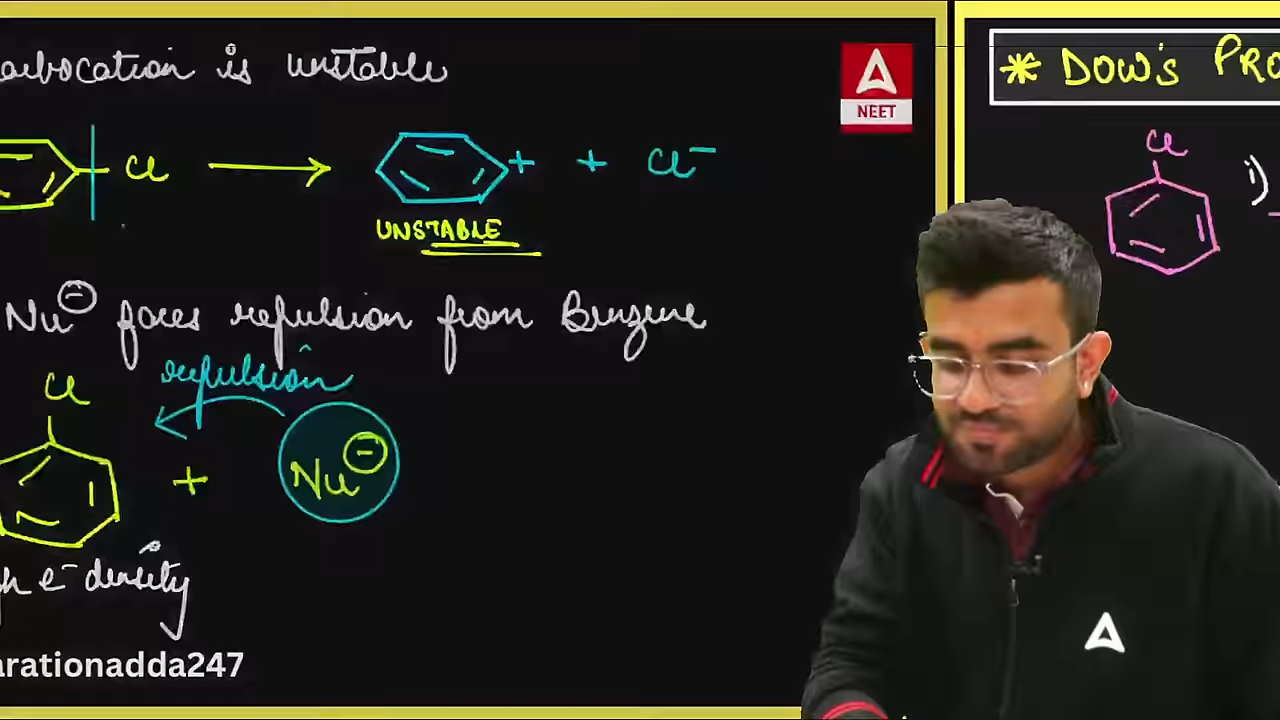 arbocation is unstable
Cl → + + Cl⁻
UNSTABLE
Nu⊖ faces repulsion from Benzene
repulsion
Cl
+ Nu⊖
gh e⁻ density
arationadda247
NEET
* DOW'S PRO
Cl
i)